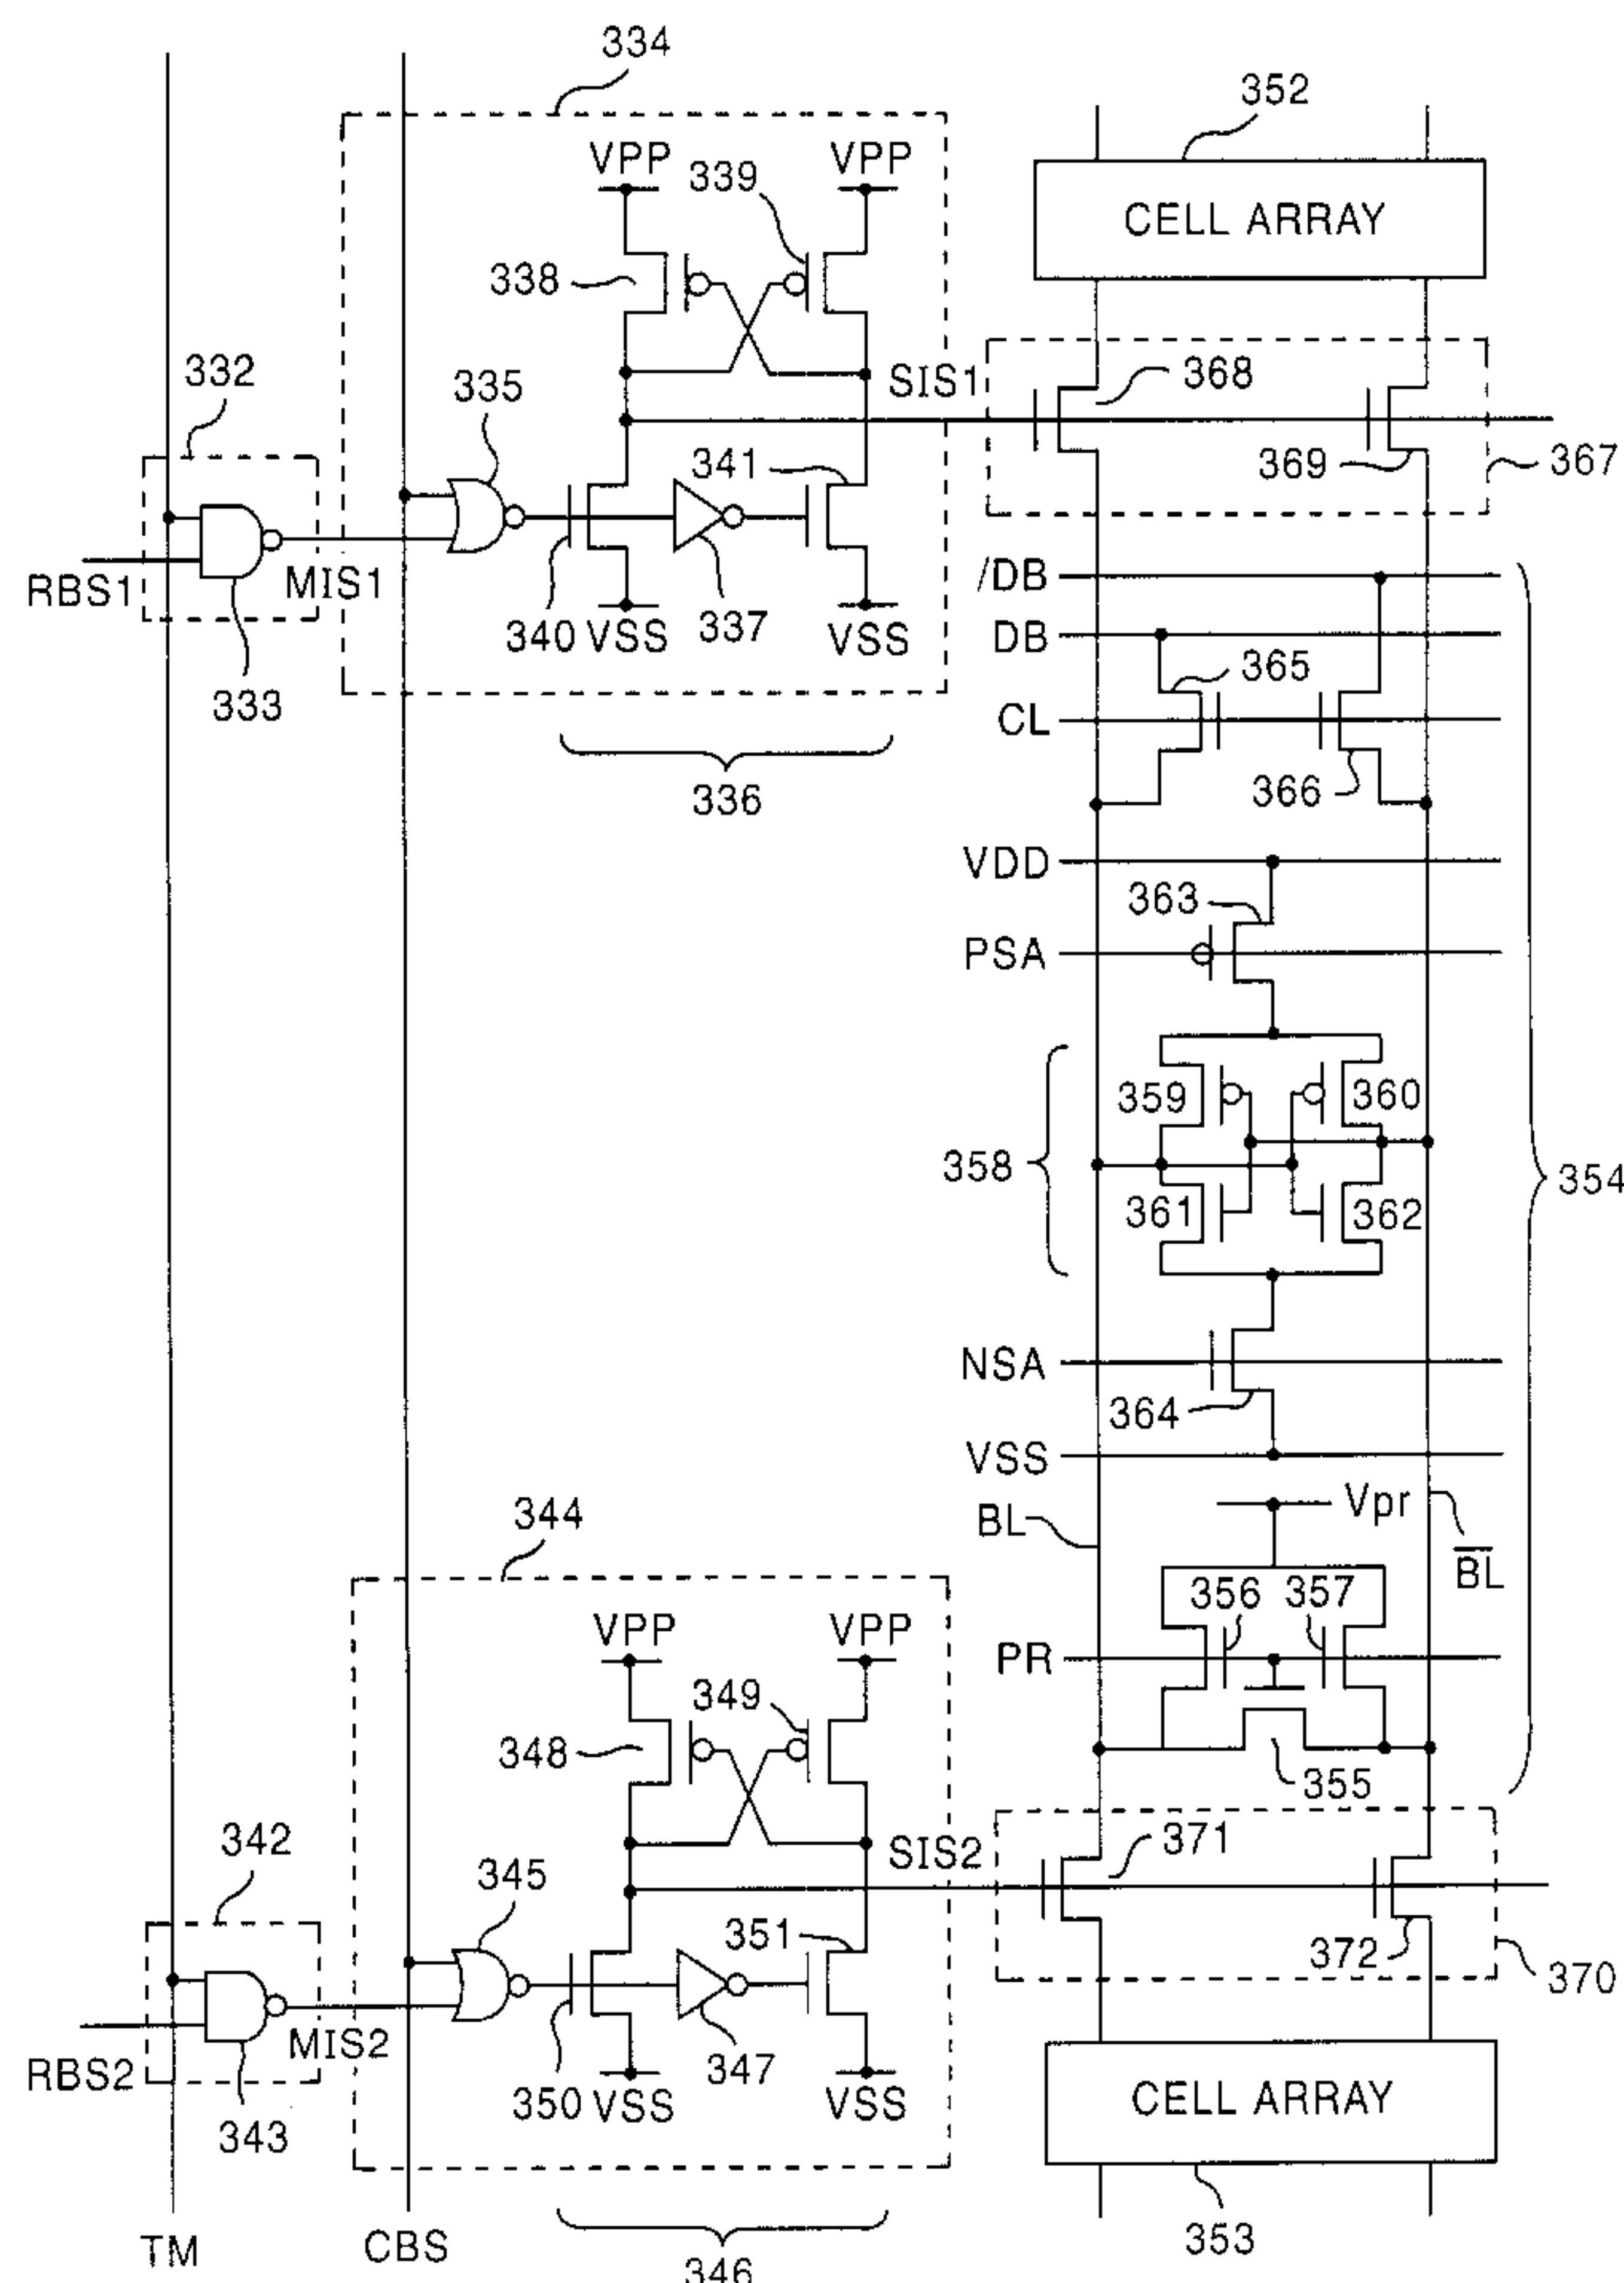 334
352
VPP
VPP
339
CELL ARRAY
338
332
335
SIS1
368
341
369
367
RBS1
MIS1
340
VSS
337
VSS
/DB
DB
365
333
CL
366
336
VDD
363
PSA
359
360
358
354
361
362
NSA
364
VSS
344
BL
Vpr
BL
356
357
VPP
VPP
PR
349
348
355
342
345
SIS2
371
351
372
370
RBS2
MIS2
350
VSS
347
VSS
CELL ARRAY
343
TM
CBS
353
346